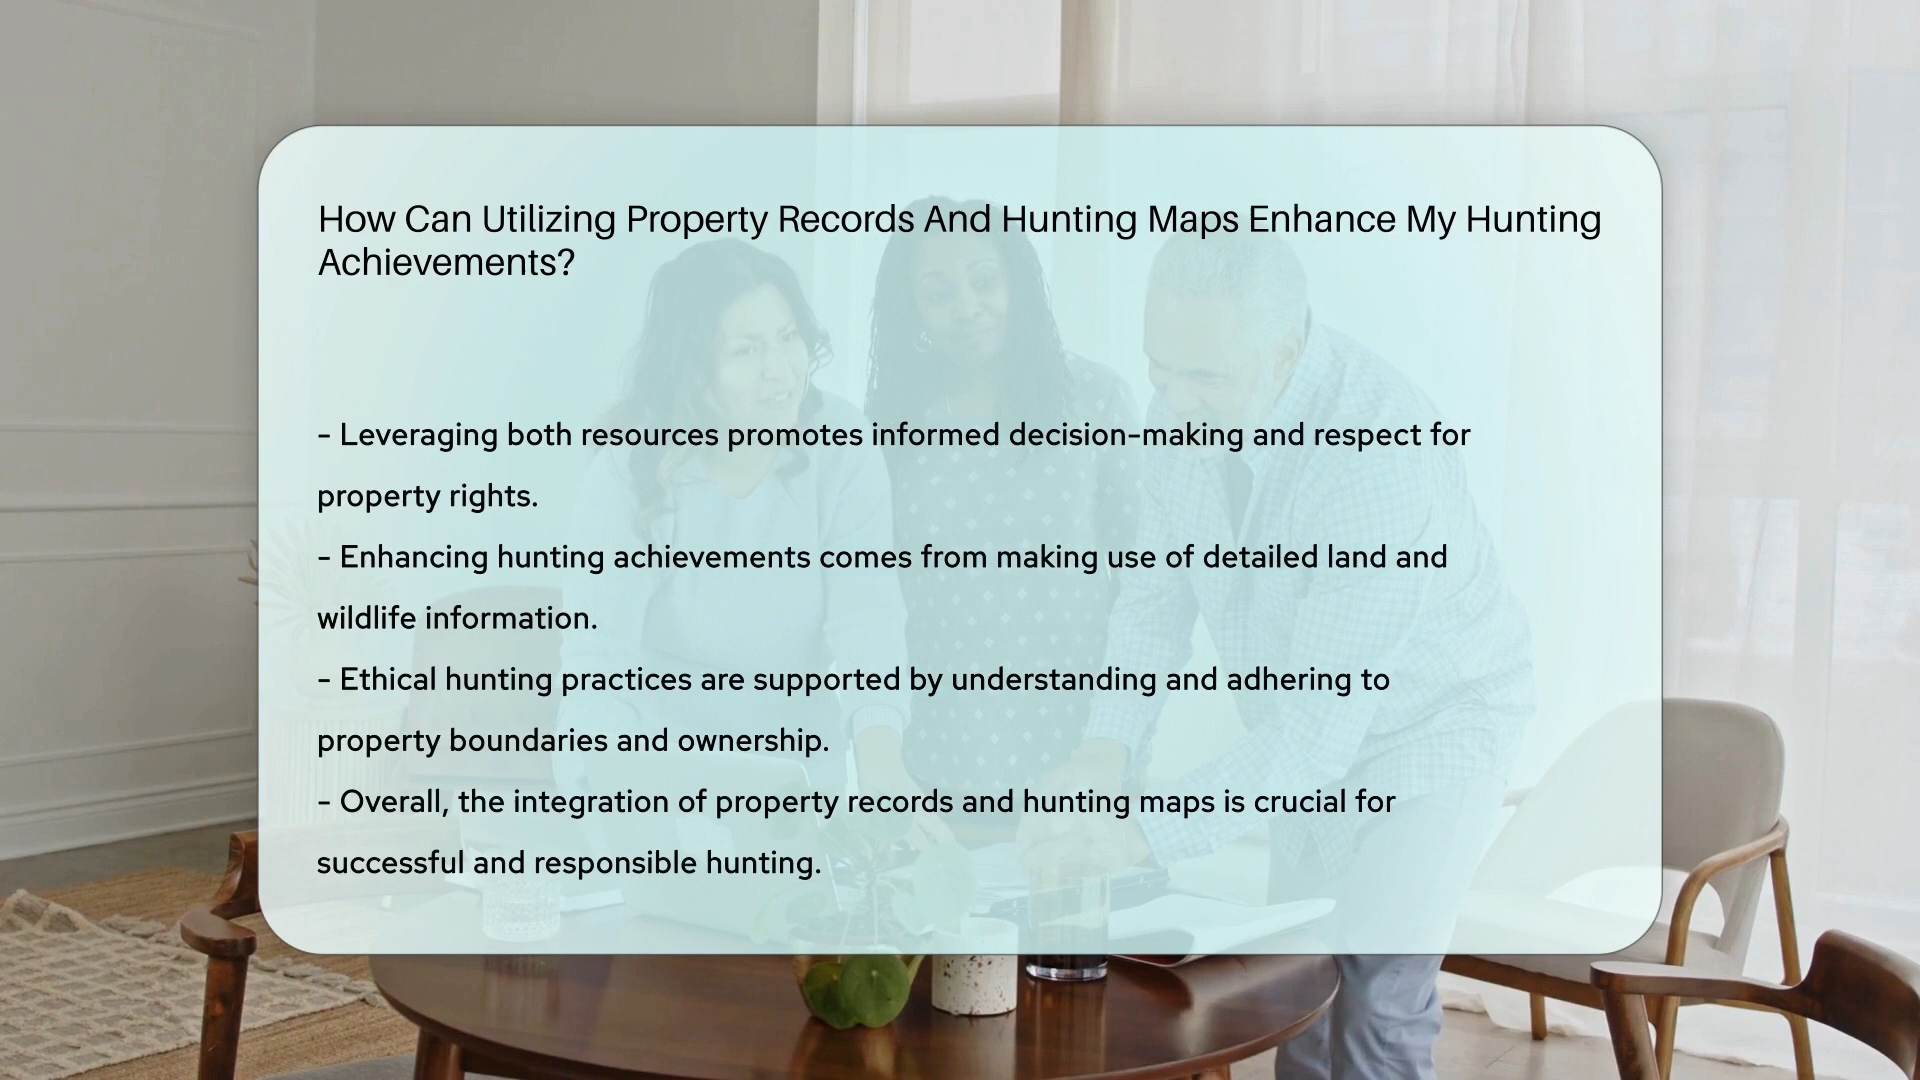 How Can Utilizing Property Records And Hunting Maps Enhance My Hunting
Achievements?
- Leveraging both resources promotes informed decision-making and respect for
property rights.
- Enhancing hunting achievements comes from making use of detailed land and
wildlife information.
- Ethical hunting practices are supported by understanding and adhering to
property boundaries and ownership.
- Overall, the integration of property records and hunting maps is crucial for
successful and responsible hunting.